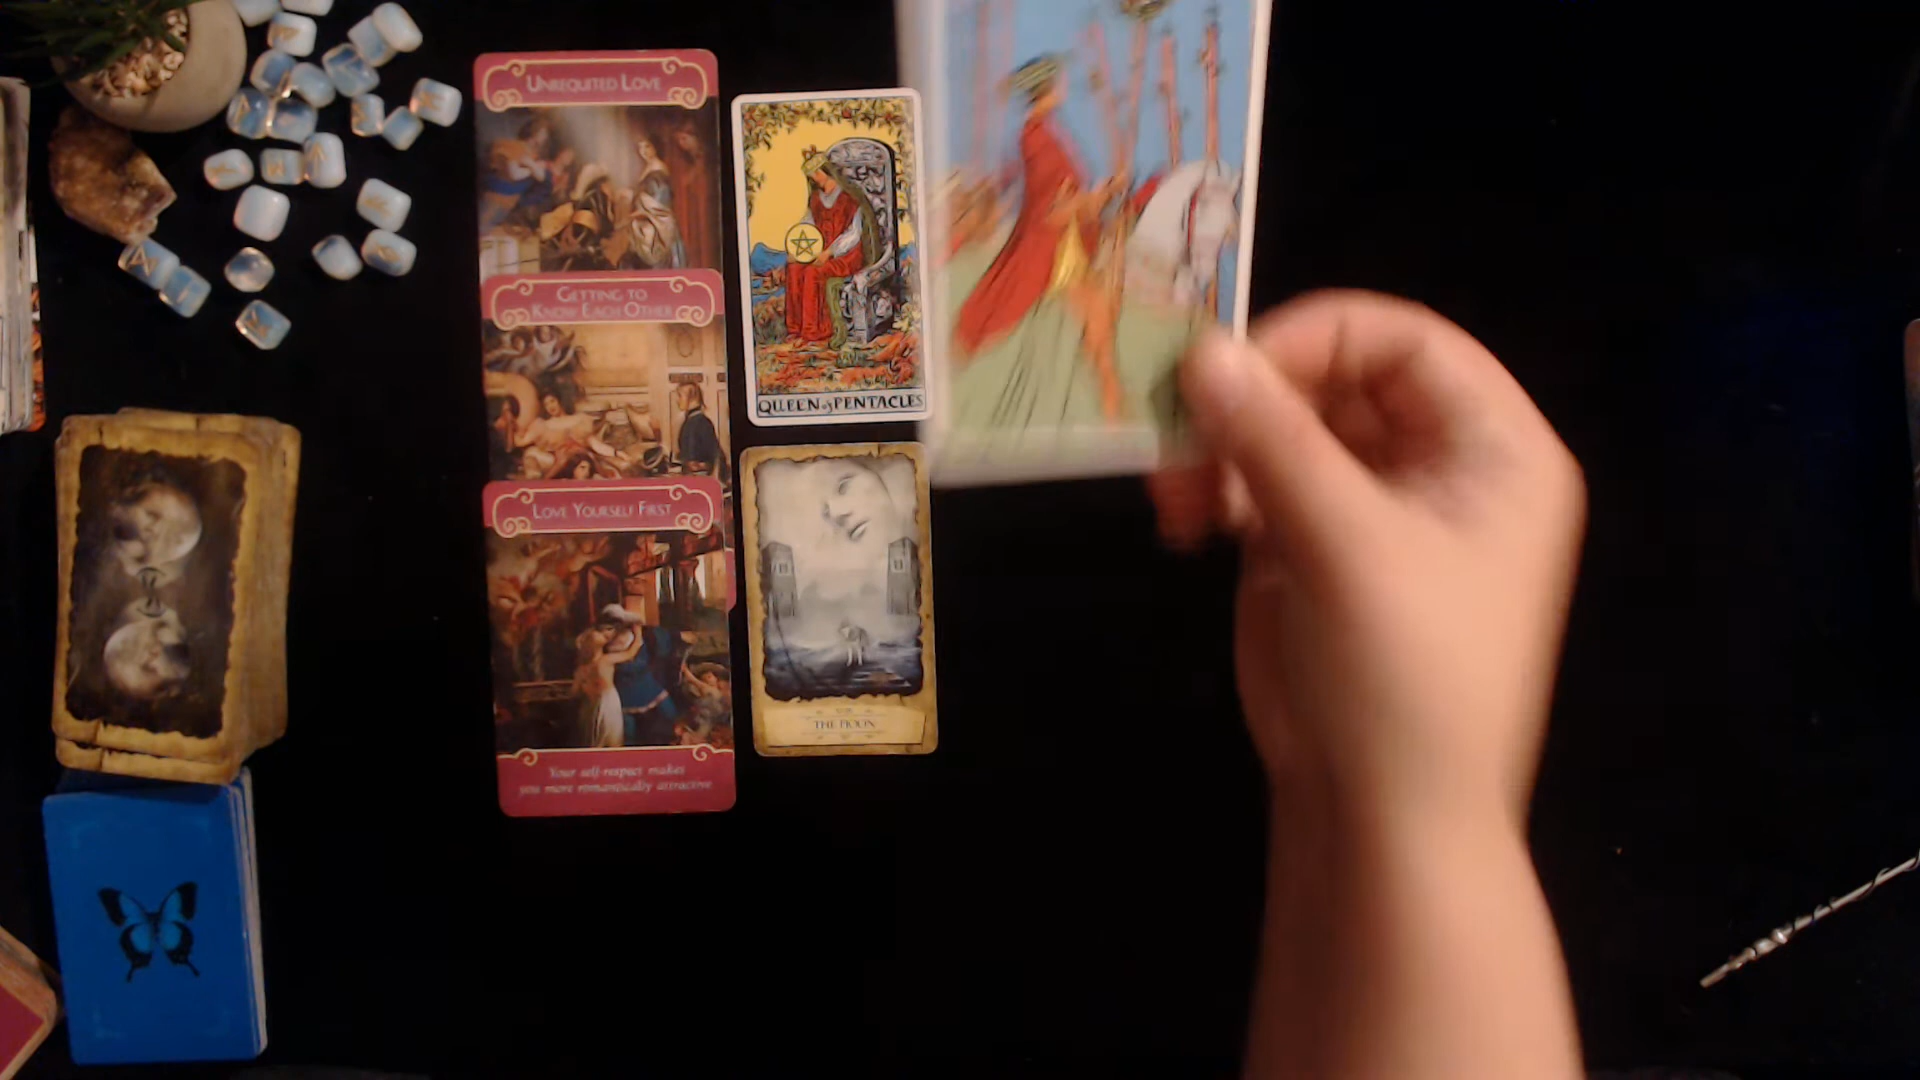 UNREQUITED LOVE
GETTING TO
KNOW EACH OTHER
LOVE YOURSELF FIRST
Your self-respect makes
you more romantically attractive.
QUEEN of PENTACLES
THE MOON